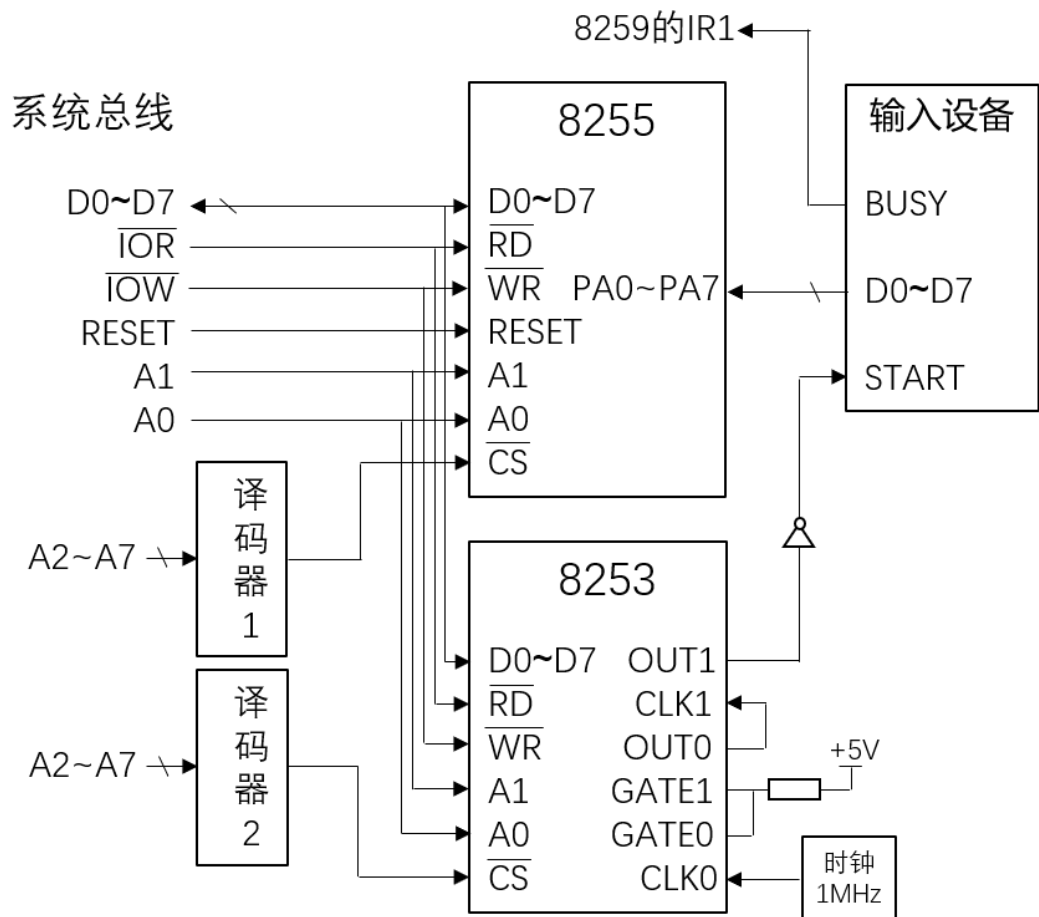 8259的IR1
系统总线
D0~D7
IOR
IOW
RESET
A1
A0
译码器1
A2~A7
译码器2
A2~A7
8255
D0~D7
RD
WR
PA0~PA7
RESET
A1
A0
CS
输入设备
BUSY
D0~D7
START
8253
D0~D7
OUT1
RD
CLK1
WR
OUT0
A1
GATE1
A0
GATE0
CS
CLK0
+5V
时钟
1MHz